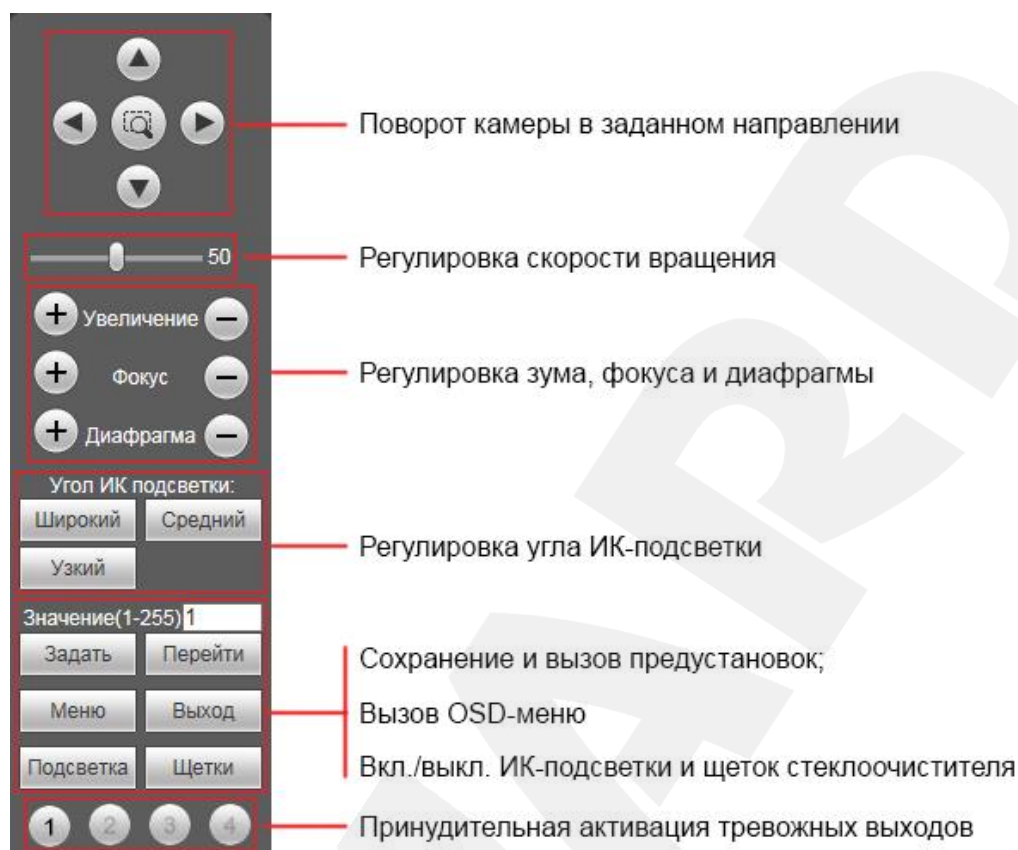 Поворот камеры в заданном направлении
50
Регулировка скорости вращения
+ Увеличение −
+ Фокус −
Регулировка зума, фокуса и диафрагмы
+ Диафрагма −
Угол ИК подсветки:
Широкий Средний
Узкий
Регулировка угла ИК-подсветки
Значение(1-255) 1
Задать Перейти
Сохранение и вызов предустановок;
Меню Выход
Вызов OSD-меню
Подсветка Щетки
Вкл./выкл. ИК-подсветки и щеток стеклоочистителя
1 2 3 4
Принудительная активация тревожных выходов